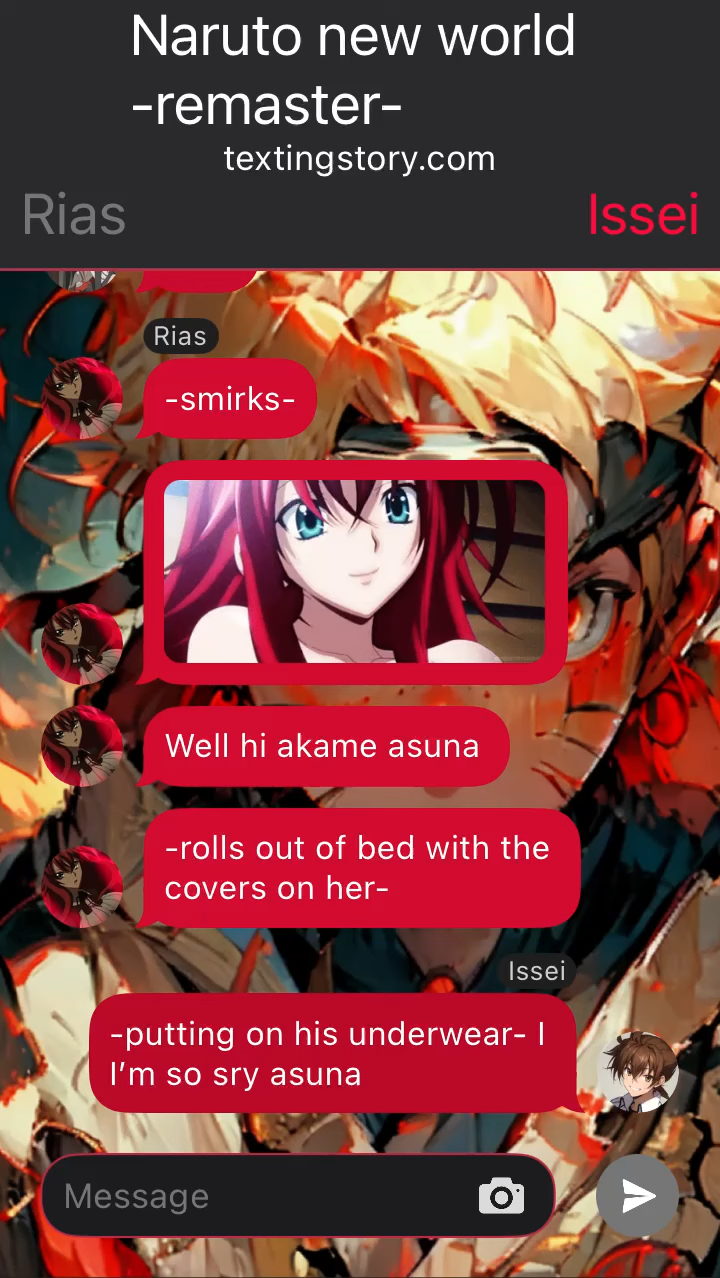 Naruto new world
-remaster-
textingstory.com
Rias
Issei
Rias
-smirks-
Well hi akame asuna
-rolls out of bed with the
covers on her-
Issei
-putting on his underwear- I
I’m so sry asuna
Message